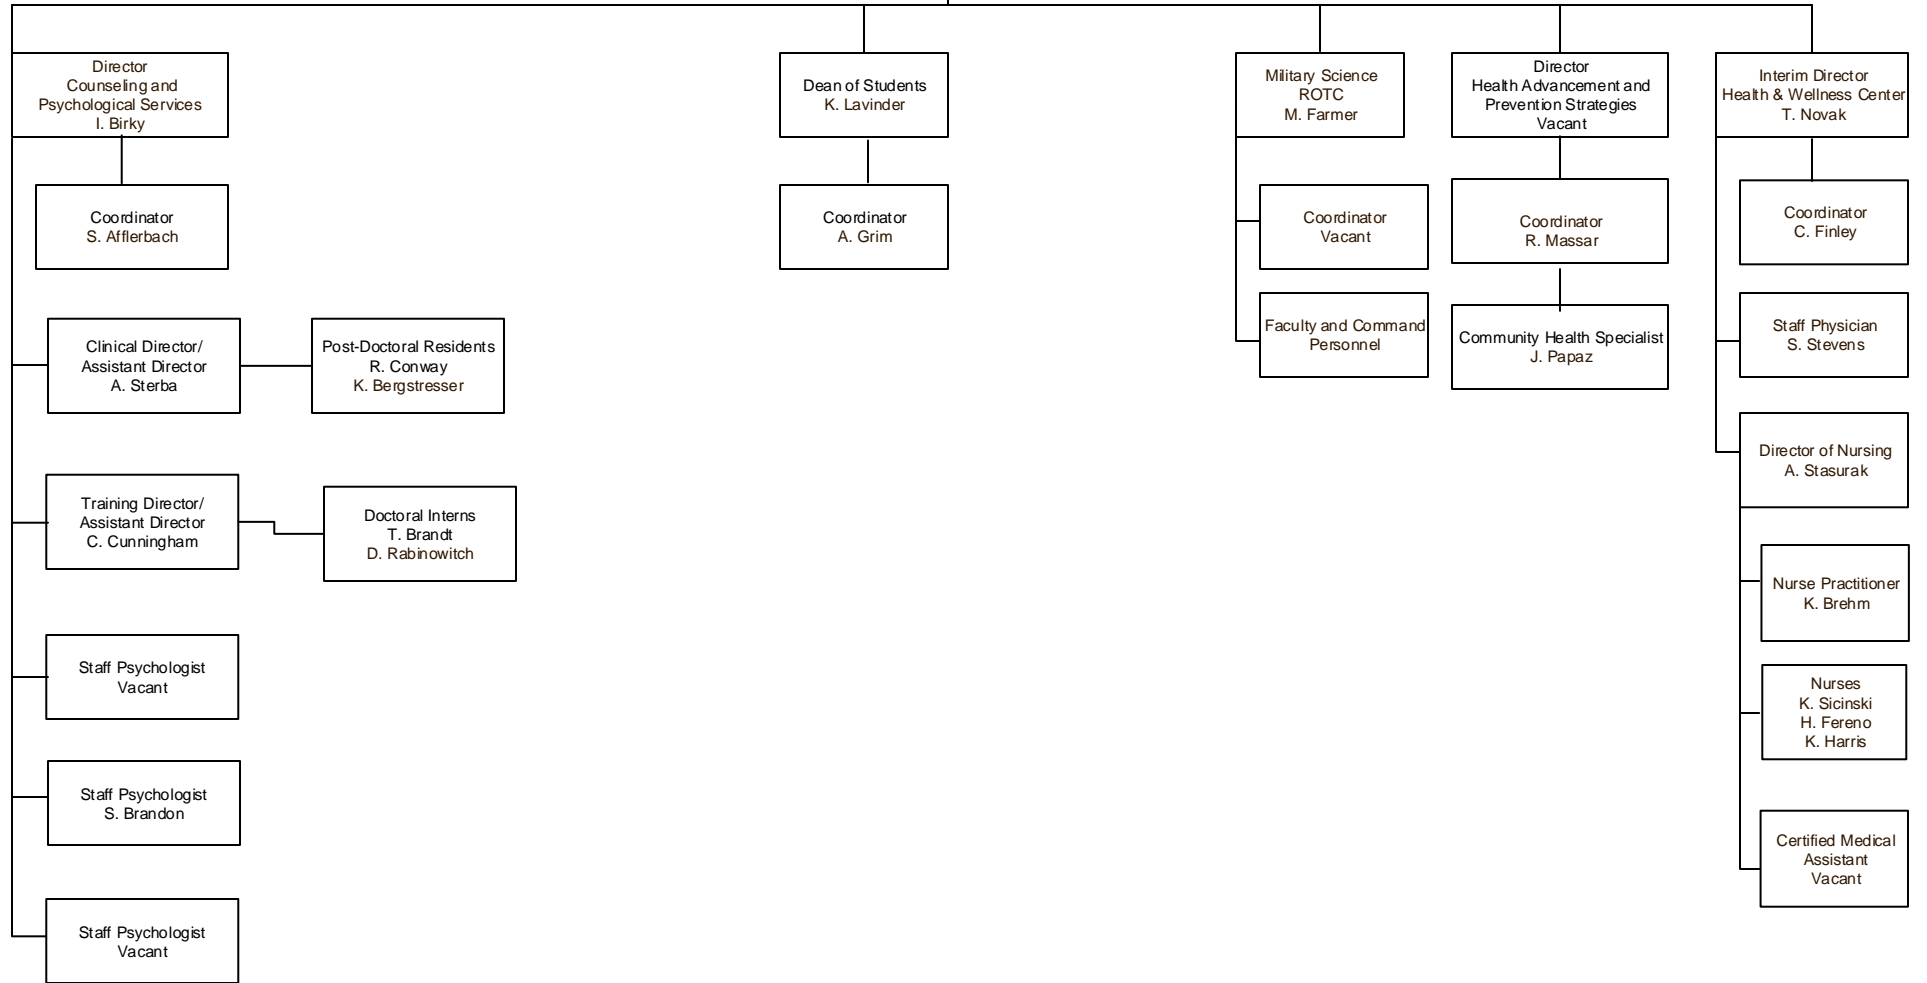 Director
Counseling and
Psychological Services
I. Birky
Coordinator
S. Afflerbach
Clinical Director/
Assistant Director
A. Sterba
Post-Doctoral Residents
R. Conway
K. Bergstresser
Training Director/
Assistant Director
C. Cunningham
Doctoral Interns
T. Brandt
D. Rabinowitch
Staff Psychologist
Vacant
Staff Psychologist
S. Brandon
Staff Psychologist
Vacant
Dean of Students
K. Lavinder
Coordinator
A. Grim
Military Science
ROTC
M. Farmer
Coordinator
Vacant
Faculty and Command
Personnel
Director
Health Advancement and
Prevention Strategies
Vacant
Coordinator
R. Massar
Community Health Specialist
J. Papaz
Interim Director
Health & Wellness Center
T. Novak
Coordinator
C. Finley
Staff Physician
S. Stevens
Director of Nursing
A. Stasurak
Nurse Practitioner
K. Brehm
Nurses
K. Sicinski
H. Fereno
K. Harris
Certified Medical
Assistant
Vacant